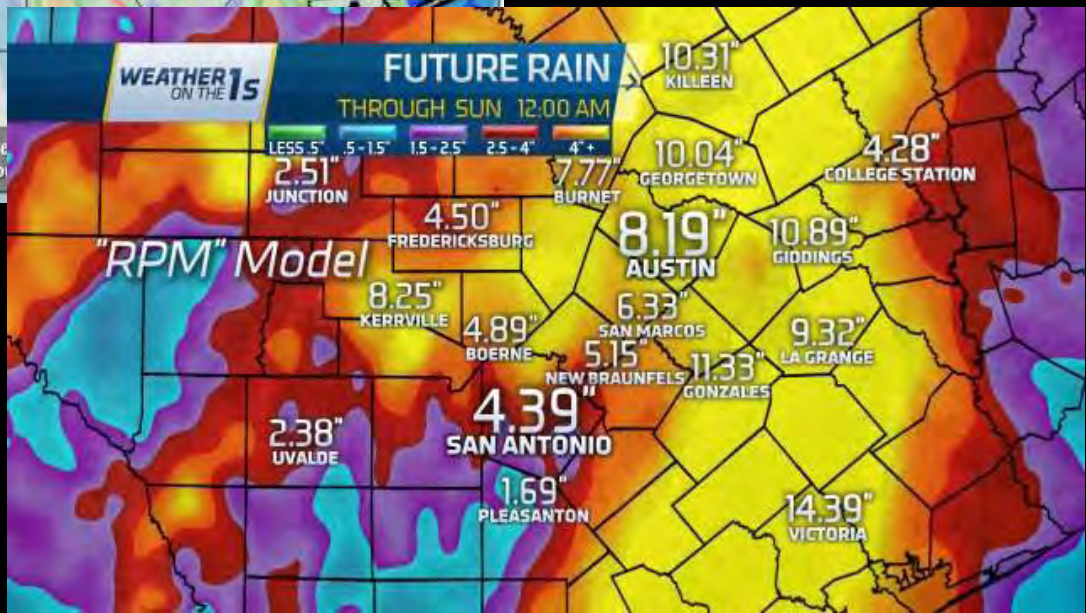 WEATHER
ON THE 1s
FUTURE RAIN
THROUGH SUN 12:00 AM
LESS .5" .5 - 1.5" 1.5 - 2.5" 2.5 - 4" 4" +
10.31"
KILLEEN
2.51"
JUNCTION
7.77"
BURNET
10.04"
GEORGETOWN
4.28"
COLLEGE STATION
4.50"
FREDERICKSBURG
8.19"
AUSTIN
10.89"
GIDDINGS
"RPM" Model
8.25"
KERRVILLE
4.89"
BOERNE
6.33"
SAN MARCOS
9.32"
LA GRANGE
5.15"
NEW BRAUNFELS
11.33"
GONZALES
4.39"
SAN ANTONIO
2.38"
UVALDE
1.69"
PLEASANTON
14.39"
VICTORIA